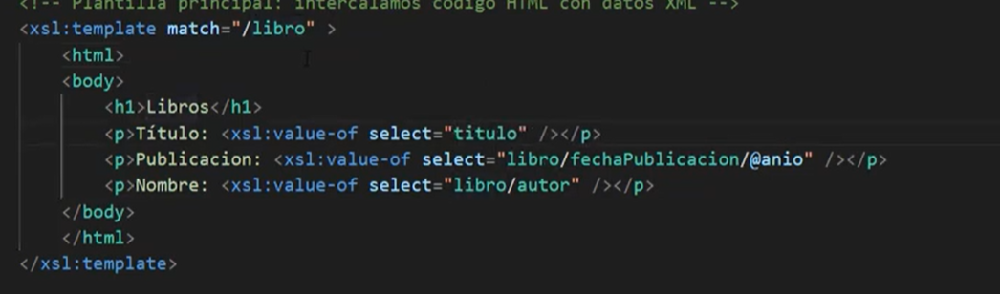 <!-- Plantilla principal: intercalamos código HTML con datos XML -->
<xsl:template match="/libro" >
<html>
<body>
<h1>Libros</h1>
<p>Título: <xsl:value-of select="titulo" /></p>
<p>Publicacion: <xsl:value-of select="libro/fechaPublicacion/@anio" /></p>
<p>Nombre: <xsl:value-of select="libro/autor" /></p>
</body>
</html>
</xsl:template>